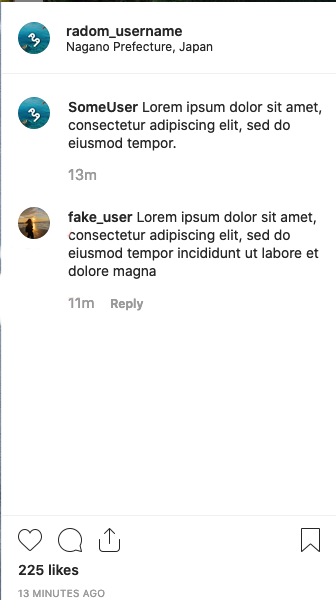 radom_username
Nagano Prefecture, Japan
SomeUser Lorem ipsum dolor sit amet,
consectetur adipiscing elit, sed do
eiusmod tempor.
13m
fake_user Lorem ipsum dolor sit amet,
consectetur adipiscing elit, sed do
eiusmod tempor incididunt ut labore et
dolore magna
11m Reply
225 likes
13 MINUTES AGO